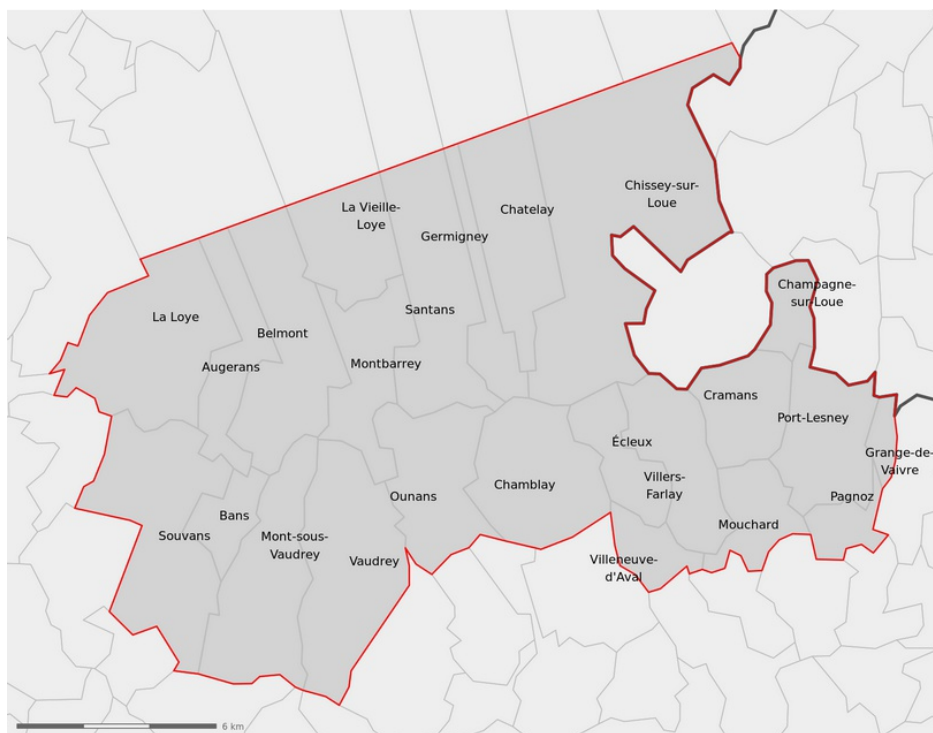 Chissey-sur-
Loue
La Vieille-
Loye
Chatelay
Germigney
Champagne-
sur-Loue
Santans
La Loye
Belmont
Augerans
Montbarrey
Cramans
Port-Lesney
Écleux
Grange-de-
Vaivre
Villers-
Farlay
Chamblay
Ounans
Pagnoz
Bans
Mouchard
Souvans
Mont-sous-
Vaudrey
Vaudrey
Villeneuve-
d'Aval
6 km